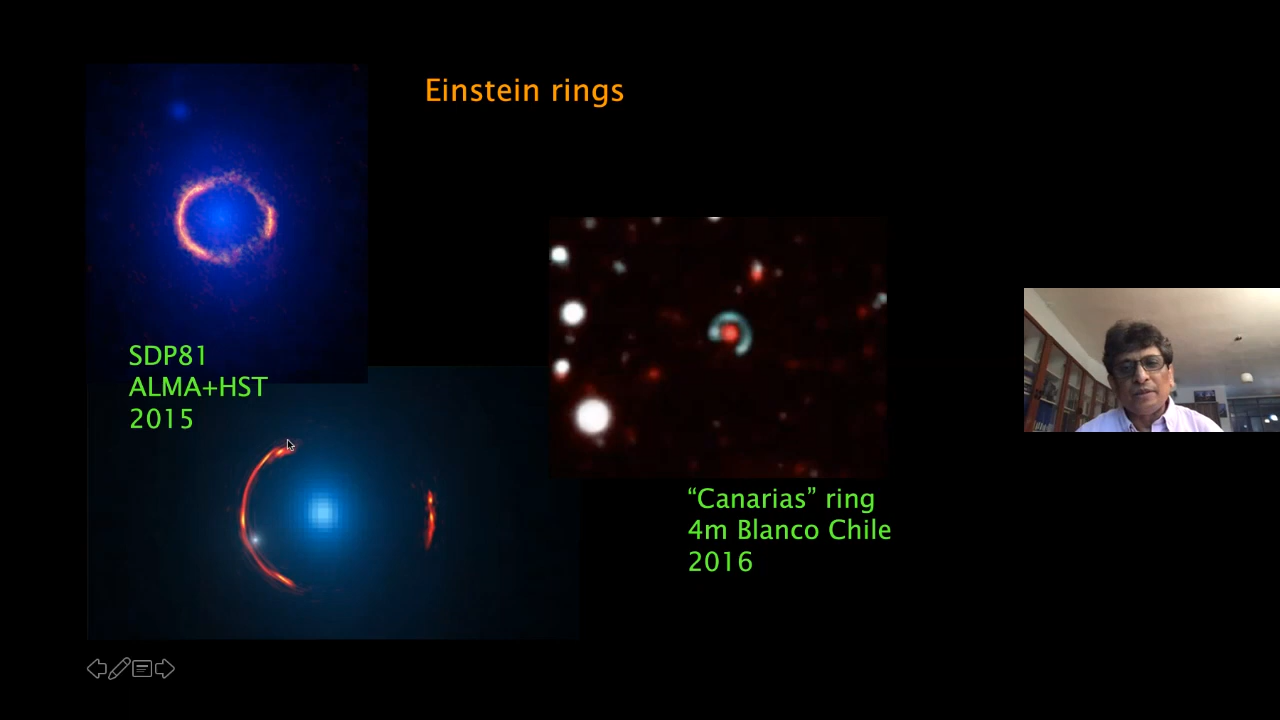 Einstein rings
SDP81
ALMA+HST
2015
“Canarias” ring
4m Blanco Chile
2016